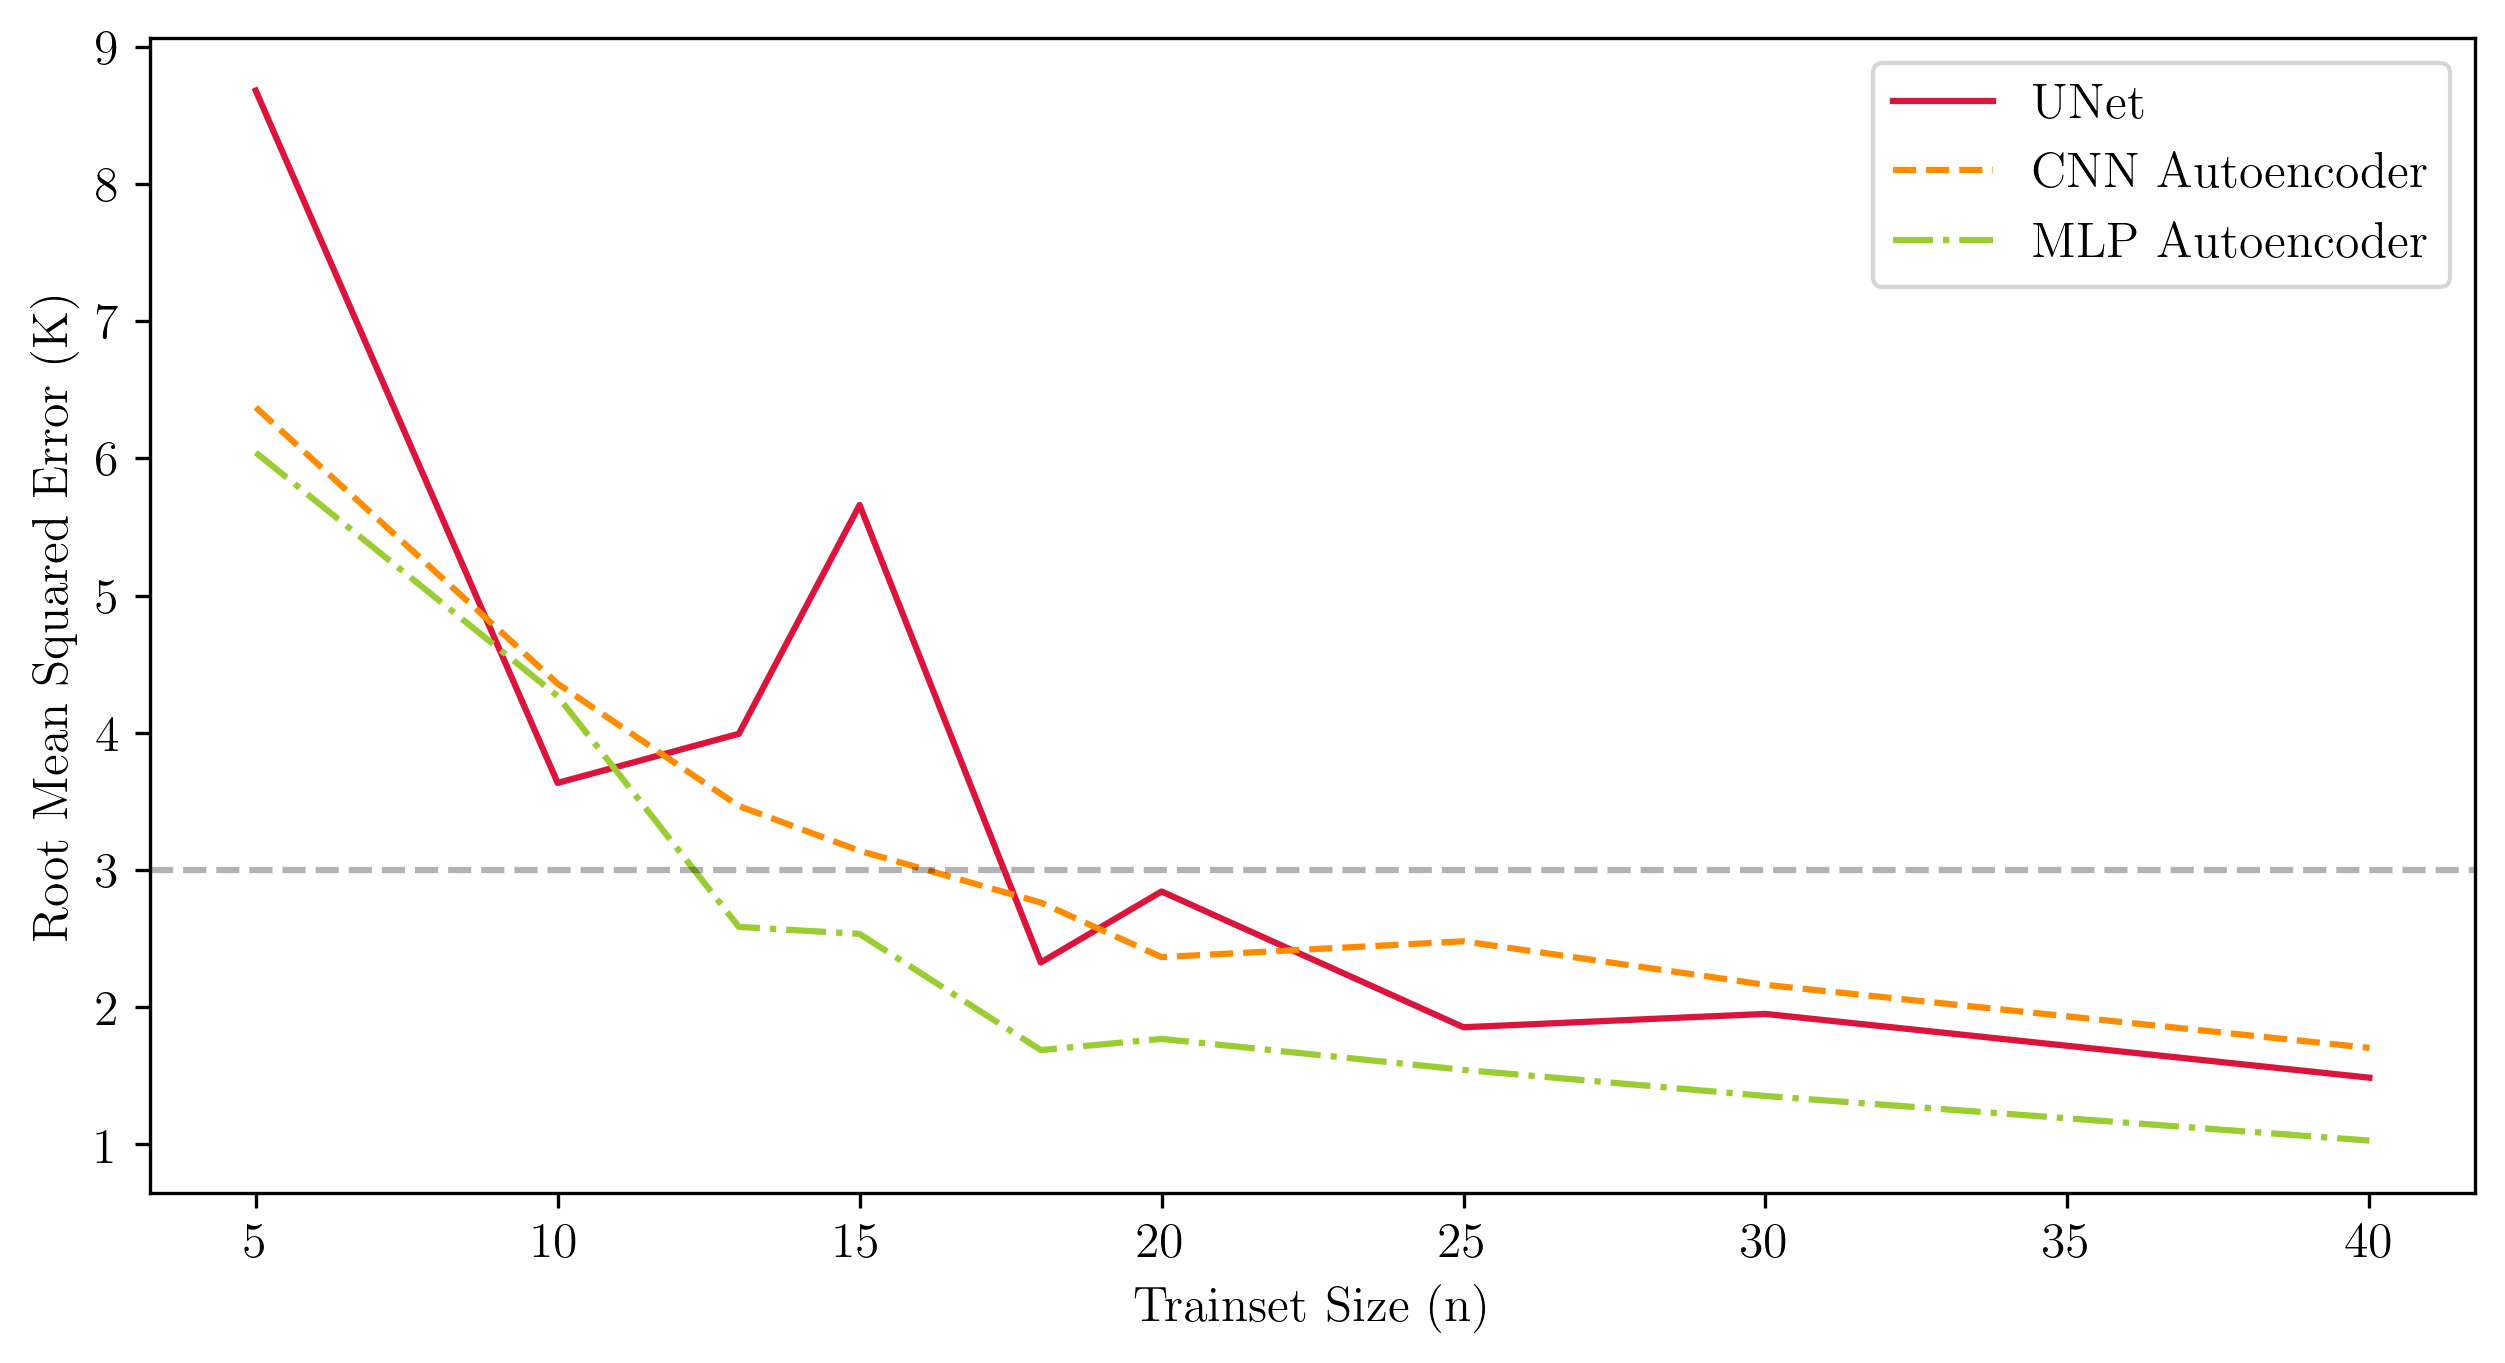 UNet
CNN Autoencoder
MLP Autoencoder
Root Mean Squared Error (K)
9
8
7
6
5
4
3
2
1
5 10 15 20 25 30 35 40
Trainset Size (n)